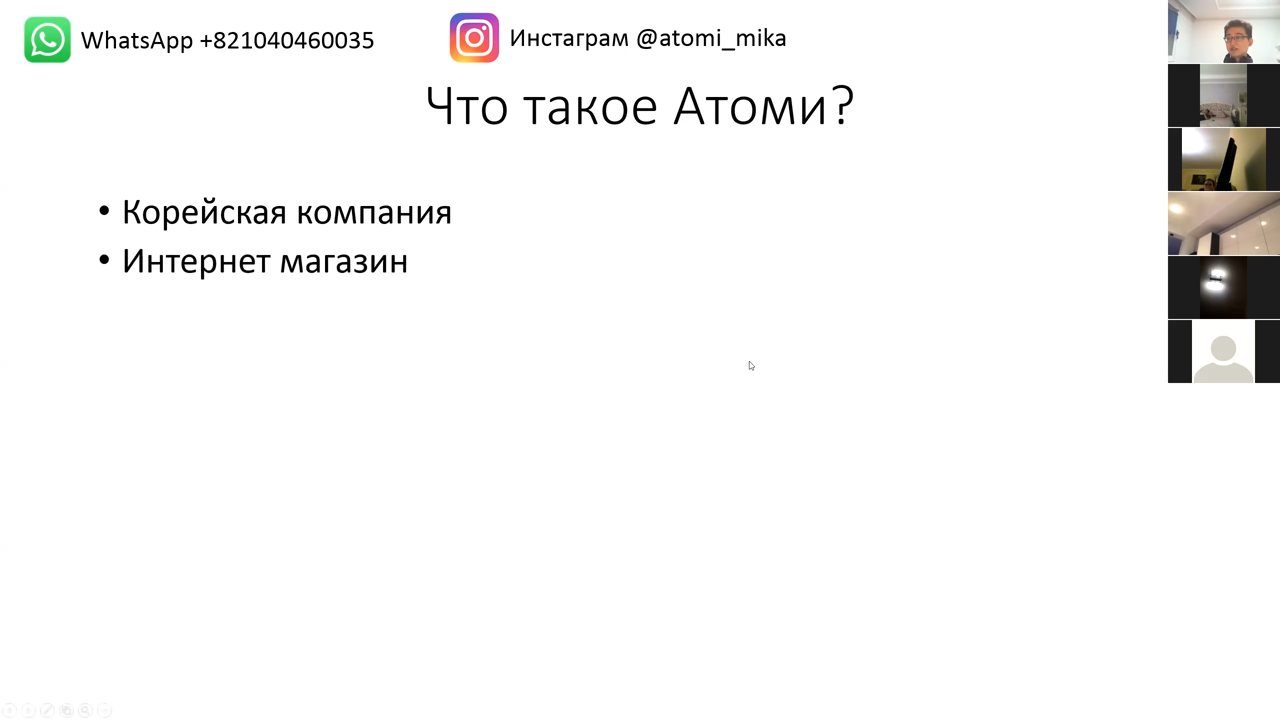 WhatsApp +821040460035
Инстаграм @atomi_mika
Что такое Атоми?
• Корейская компания
• Интернет магазин